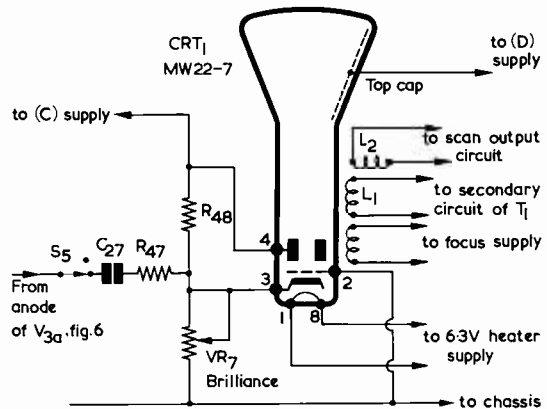 CRT1
MW22-7
to (D)
supply
Top cap
to (C) supply
L2
to scan output
circuit
L1
to secondary
circuit of T1
to focus supply
R48
S5
C27
R47
4
3
2
1
8
From
anode
of V3a, fig.6
VR7
Brilliance
to 6·3V heater
supply
to chassis